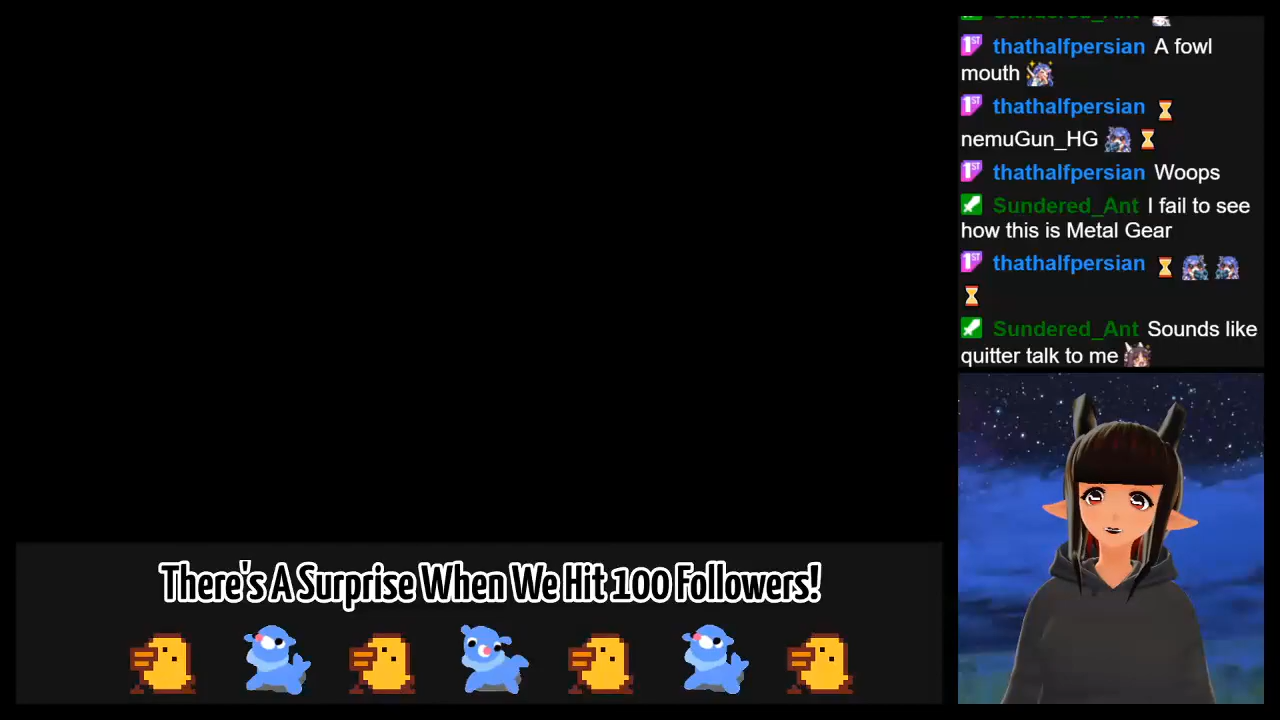 Sundered_Ant
thathalfpersian A fowl
mouth
thathalfpersian
nemuGun_HG
thathalfpersian Woops
Sundered_Ant I fail to see
how this is Metal Gear
thathalfpersian
Sundered_Ant Sounds like
quitter talk to me
There's A Surprise When We Hit 100 Followers!